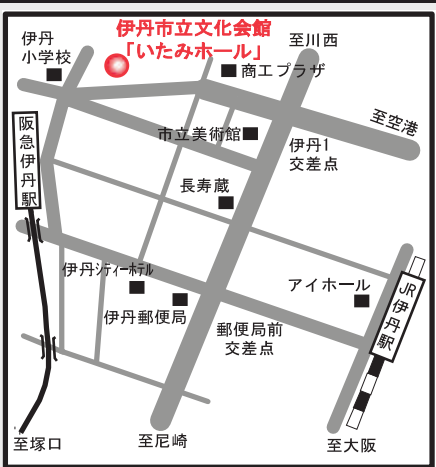 伊丹市立文化会館
「いたみホール」
伊丹
小学校
至川西
商工プラザ
至空港
市立美術館
伊丹1
交差点
阪急伊丹駅
長寿蔵
伊丹シティーホテル
アイホール
伊丹郵便局
郵便局前
交差点
JR伊丹駅
至塚口
至尼崎
至大阪